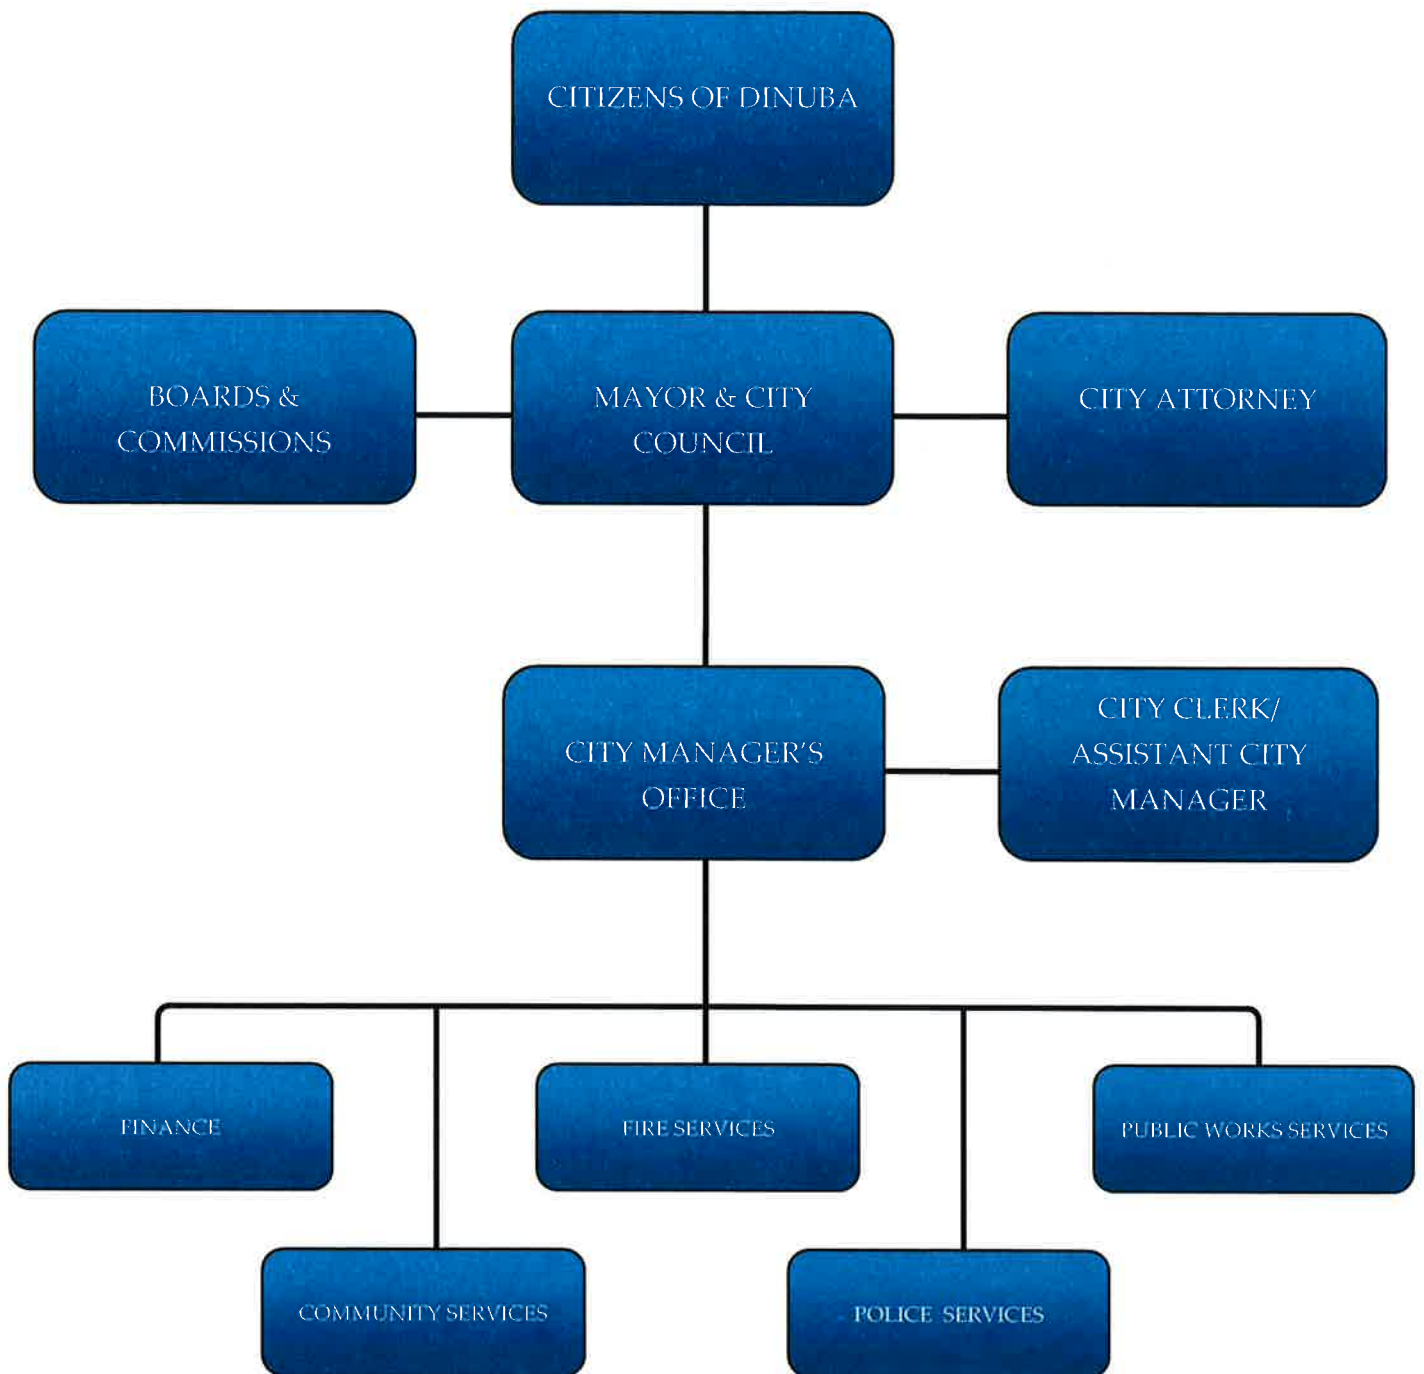 CITIZENS OF DINUBA
BOARDS &
COMMISSIONS
MAYOR & CITY
COUNCIL
CITY ATTORNEY
CITY MANAGER'S
OFFICE
CITY CLERK/
ASSISTANT CITY
MANAGER
FINANCE
FIRE SERVICES
PUBLIC WORKS SERVICES
COMMUNITY SERVICES
POLICE SERVICES